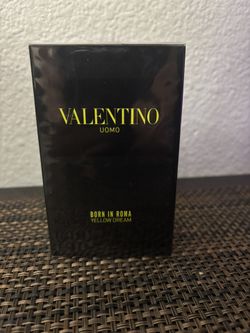 VALENTINO
UOMO
BORN IN ROMA
YELLOW DREAM